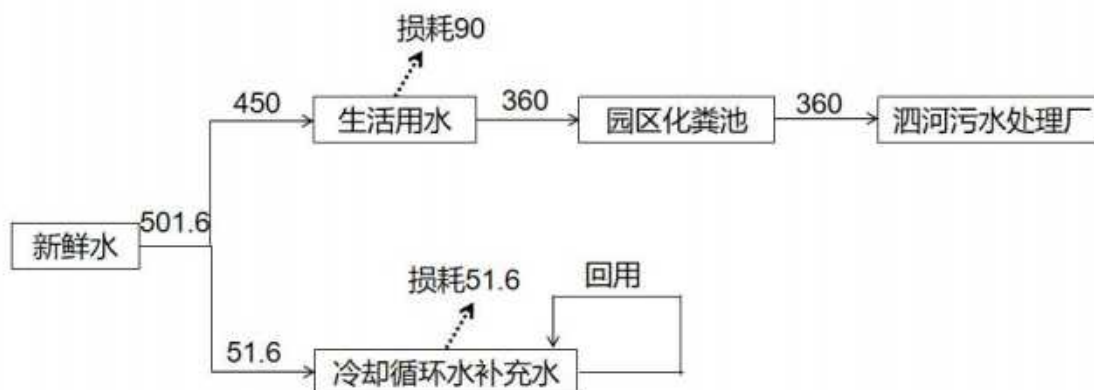 损耗90
450
生活用水
360
园区化粪池
360
泗河污水处理厂
新鲜水
501.6
损耗51.6
回用
51.6
冷却循环水补充水